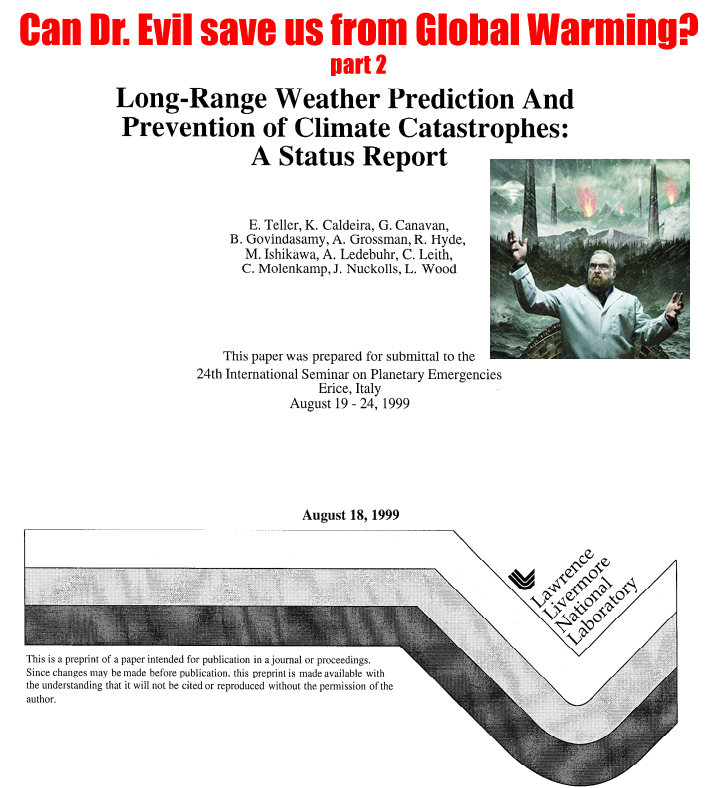 Can Dr. Evil save us from Global Warming?
part 2
Long-Range Weather Prediction And
Prevention of Climate Catastrophes:
A Status Report
E. Teller, K. Caldeira, G. Canavan,
B. Govindasamy, A. Grossman, R. Hyde,
M. Ishikawa, A. Ledebuhr, C. Leith,
C. Molenkamp, J. Nuckolls, L. Wood
This paper was prepared for submittal to the
24th International Seminar on Planetary Emergencies
Erice, Italy
August 19 - 24, 1999
August 18, 1999
Lawrence
Livermore
National
Laboratory
This is a preprint of a paper intended for publication in a journal or proceedings.
Since changes may be made before publication. this preprint is made available with
the understanding that it will not be cited or reproduced without the permission of the
author.